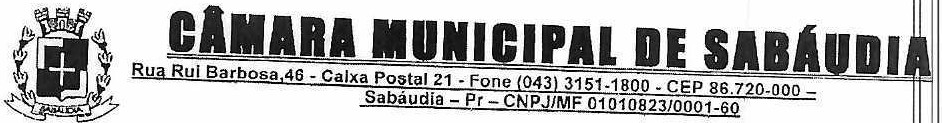 CÂMARA MUNICIPAL DE SABÁUDIA
Rua Rui Barbosa,46 - Caixa Postal 21 - Fone (043) 3151-1800 - CEP 86.720-000 –
Sabáudia – Pr – CNPJ/MF 01010823/0001-60
SABÁUDIA